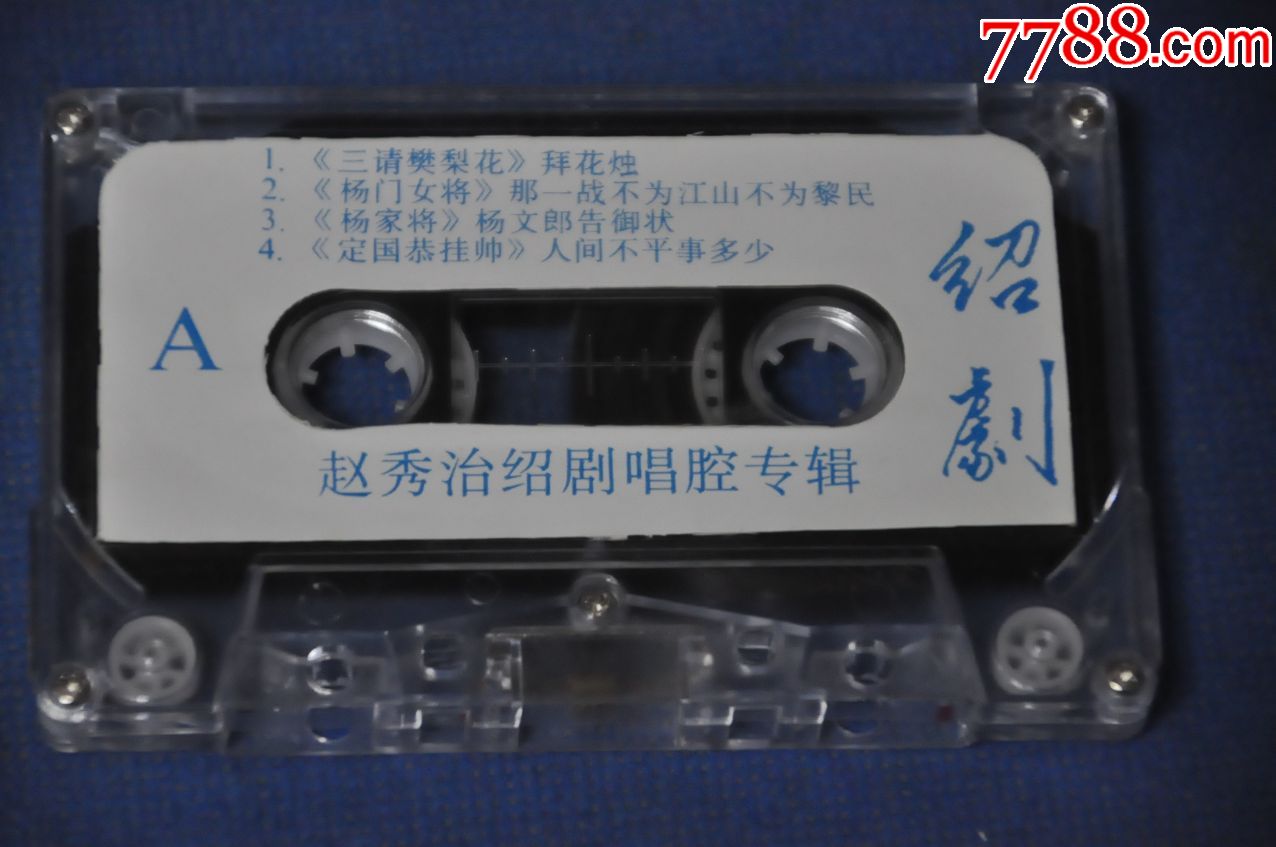 7788.com
1. 《三请樊梨花》拜花烛
2. 《杨门女将》那一战不为江山不为黎民
3. 《杨家将》杨文郎告御状
4. 《定国恭挂帅》人间不平事多少
A
绍劇
赵秀治绍剧唱腔专辑